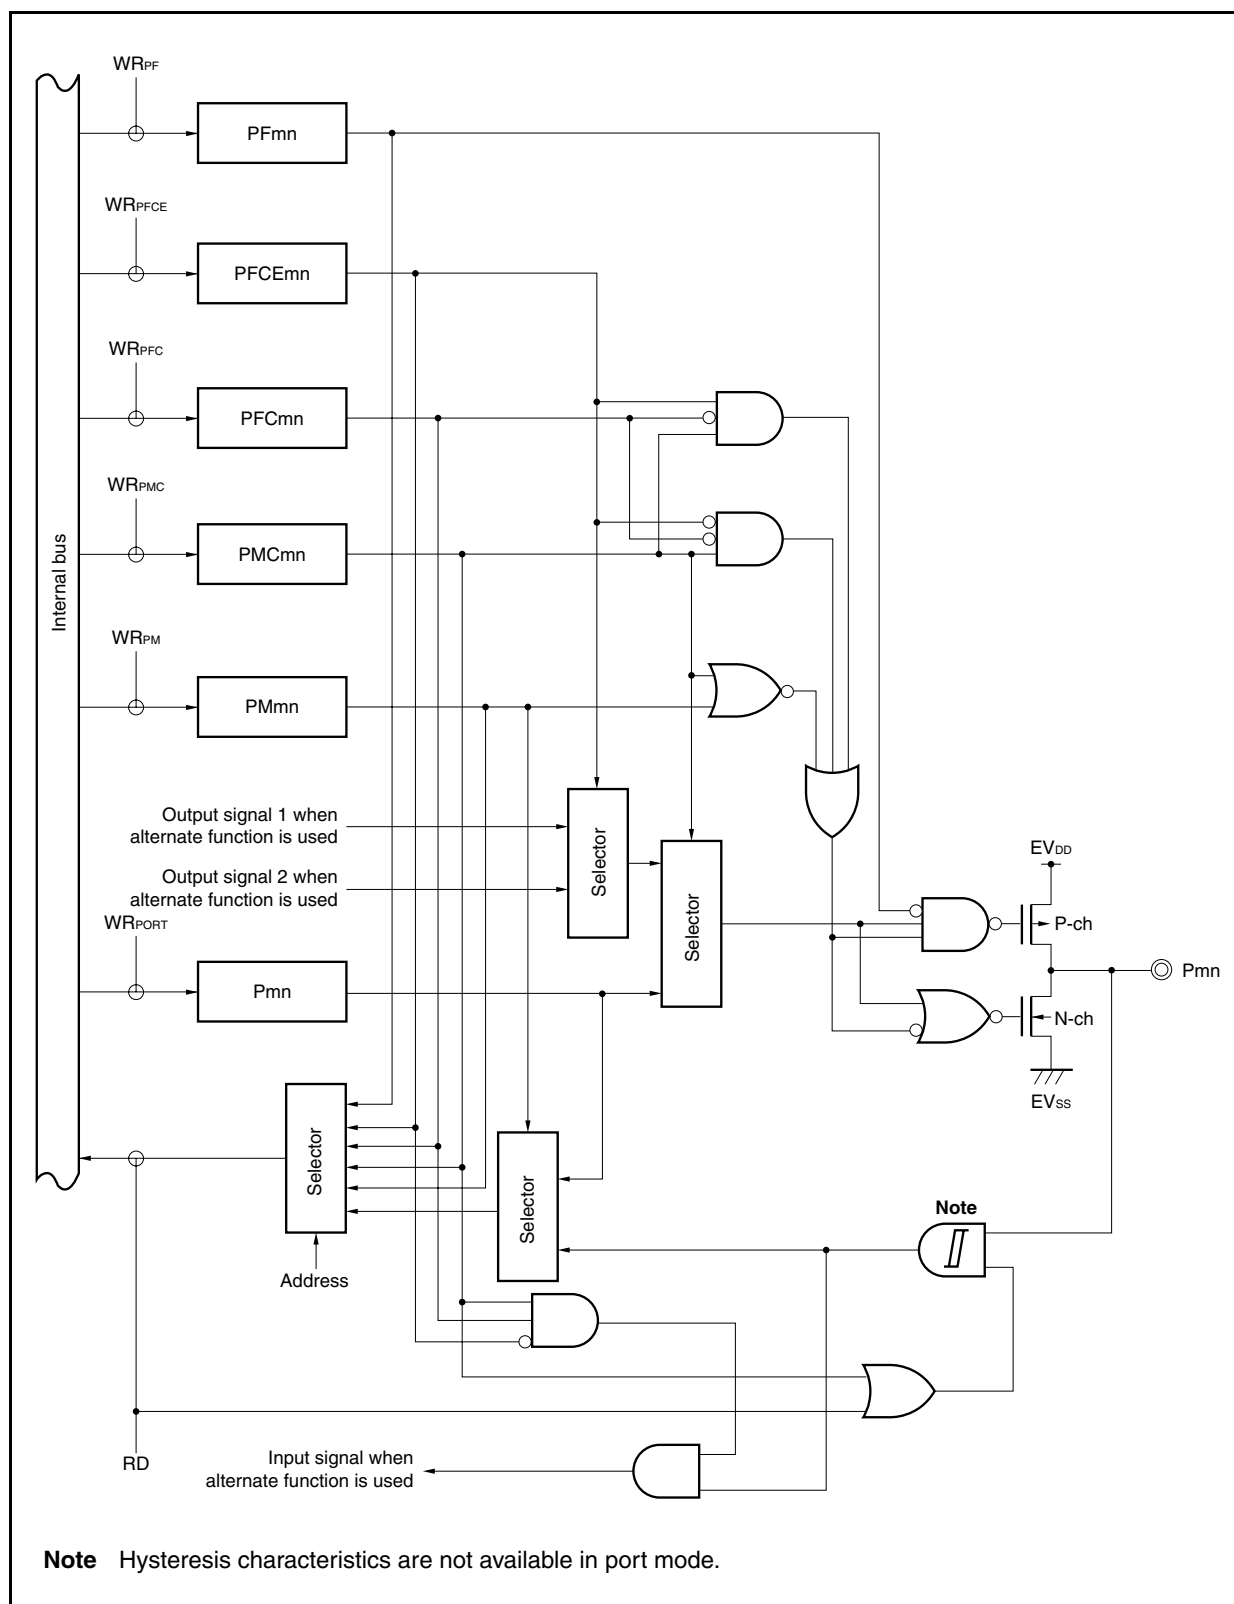 WRPF
PFmn
WRPFCE
PFCEmn
WRPFC
PFCmn
WRPMC
PMCmn
Internal bus
WRPM
PMmn
Output signal 1 when
alternate function is used
Output signal 2 when
alternate function is used
Selector
Selector
WRPORT
Pmn
EVDD
P-ch
Pmn
N-ch
EVSS
Selector
Selector
Address
Note
RD
Input signal when
alternate function is used
Note Hysteresis characteristics are not available in port mode.